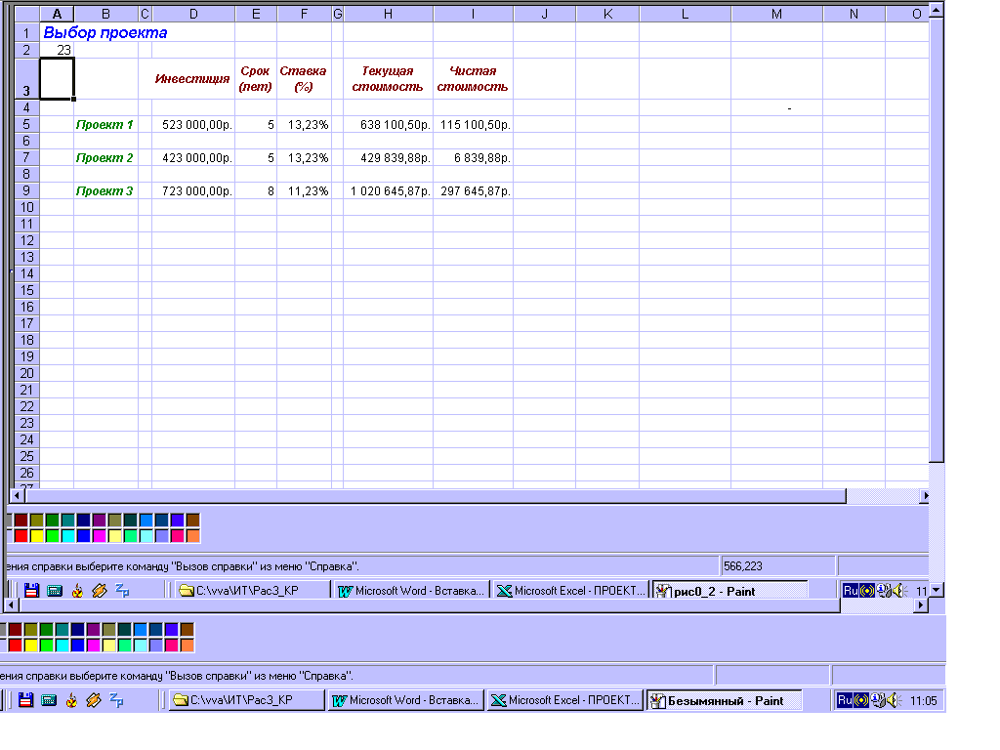 A B C D E F G H I J K L M N O
1 Выбор проекта
2 23
3 Инвестиция Срок (лет) Ставка (%) Текущая стоимость Чистая стоимость
4 -
5 Проект 1 523 000,00р. 5 13,23% 638 100,50р. 115 100,50р.
6
7 Проект 2 423 000,00р. 5 13,23% 429 839,88р. 6 839,88р.
8
9 Проект 3 723 000,00р. 8 11,23% 1 020 645,87р. 297 645,87р.
10
11
12
13
14
15
16
17
18
19
20
21
22
23
24
25
26
27
ения справки выберите команду "Вызов справки" из меню "Справка". 566,223
C:\vva\ИТ\Рас3_КР Microsoft Word - Вставка... Microsoft Excel - ПРОЕКТ... рис0_2 - Paint Ru 11
ения справки выберите команду "Вызов справки" из меню "Справка".
C:\vva\ИТ\Рас3_КР Microsoft Word - Вставка... Microsoft Excel - ПРОЕКТ... Безымянный - Paint Ru 11:05